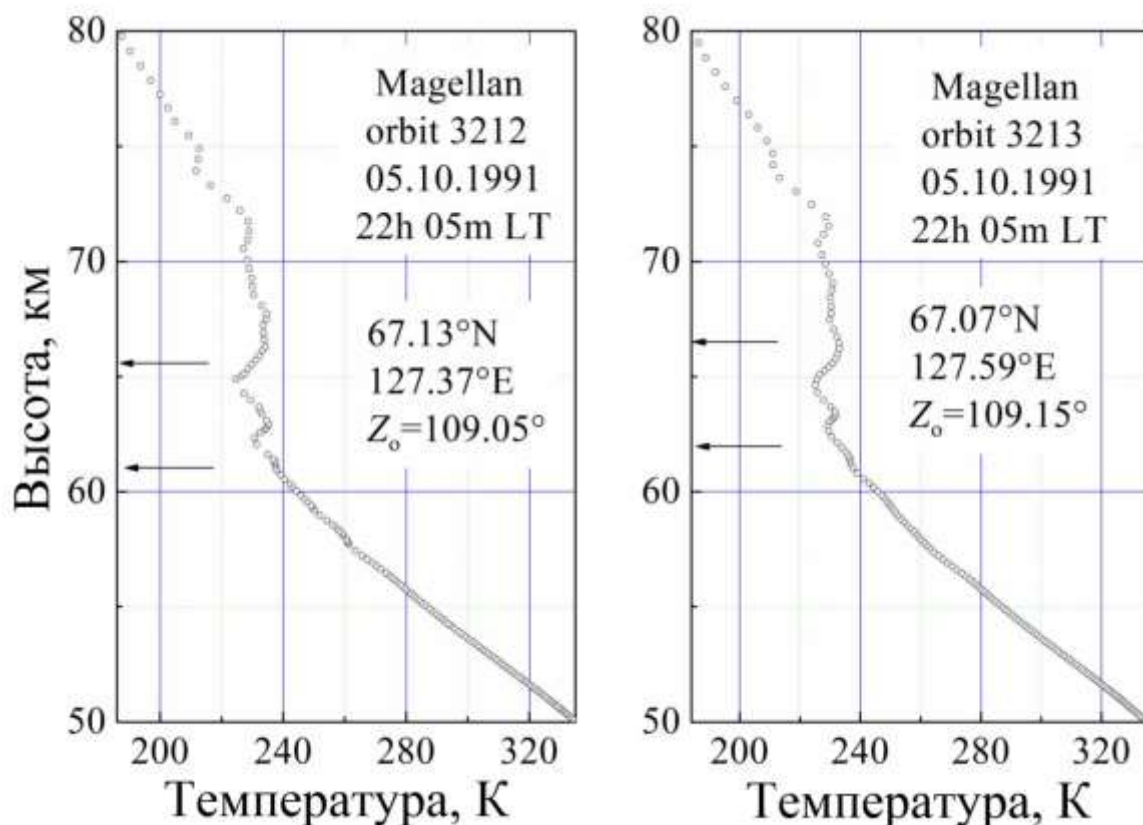 80
70
60
50
Высота, км
Magellan
orbit 3212
05.10.1991
22h 05m LT
67.13°N
127.37°E
Zo=109.05°
200 240 280 320
Температура, К
80
70
60
50
Magellan
orbit 3213
05.10.1991
22h 05m LT
67.07°N
127.59°E
Zo=109.15°
200 240 280 320
Температура, К